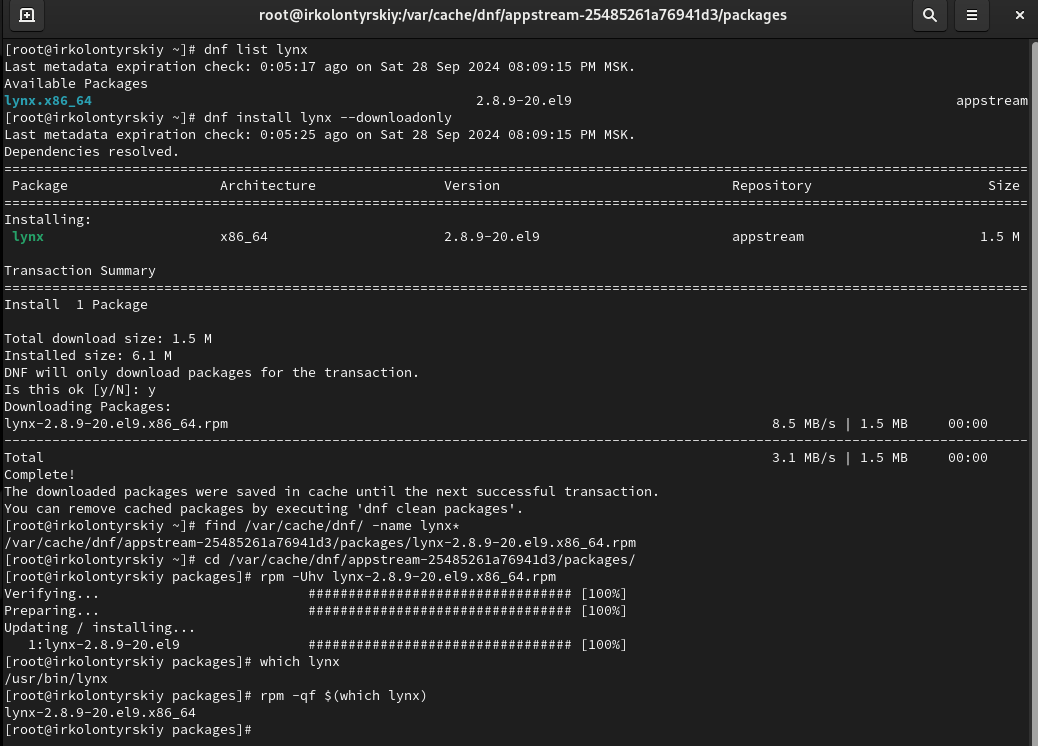 root@irkolontyrskiy:/var/cache/dnf/appstream-25485261a76941d3/packages
[root@irkolontyrskiy ~]# dnf list lynx
Last metadata expiration check: 0:05:17 ago on Sat 28 Sep 2024 08:09:15 PM MSK.
Available Packages
lynx.x86_64 2.8.9-20.el9 appstream
[root@irkolontyrskiy ~]# dnf install lynx --downloadonly
Last metadata expiration check: 0:05:25 ago on Sat 28 Sep 2024 08:09:15 PM MSK.
Dependencies resolved.
================================================================================
Package Architecture Version Repository Size
================================================================================
Installing:
lynx x86_64 2.8.9-20.el9 appstream 1.5 M
Transaction Summary
================================================================================
Install  1 Package
Total download size: 1.5 M
Installed size: 6.1 M
DNF will only download packages for the transaction.
Is this ok [y/N]: y
Downloading Packages:
lynx-2.8.9-20.el9.x86_64.rpm 8.5 MB/s | 1.5 MB 00:00
--------------------------------------------------------------------------------
Total 3.1 MB/s | 1.5 MB 00:00
Complete!
The downloaded packages were saved in cache until the next successful transaction.
You can remove cached packages by executing 'dnf clean packages'.
[root@irkolontyrskiy ~]# find /var/cache/dnf/ -name lynx*
/var/cache/dnf/appstream-25485261a76941d3/packages/lynx-2.8.9-20.el9.x86_64.rpm
[root@irkolontyrskiy ~]# cd /var/cache/dnf/appstream-25485261a76941d3/packages/
[root@irkolontyrskiy packages]# rpm -Uhv lynx-2.8.9-20.el9.x86_64.rpm
Verifying... ################################# [100%]
Preparing... ################################# [100%]
Updating / installing...
1:lynx-2.8.9-20.el9 ################################# [100%]
[root@irkolontyrskiy packages]# which lynx
/usr/bin/lynx
[root@irkolontyrskiy packages]# rpm -qf $(which lynx)
lynx-2.8.9-20.el9.x86_64
[root@irkolontyrskiy packages]#